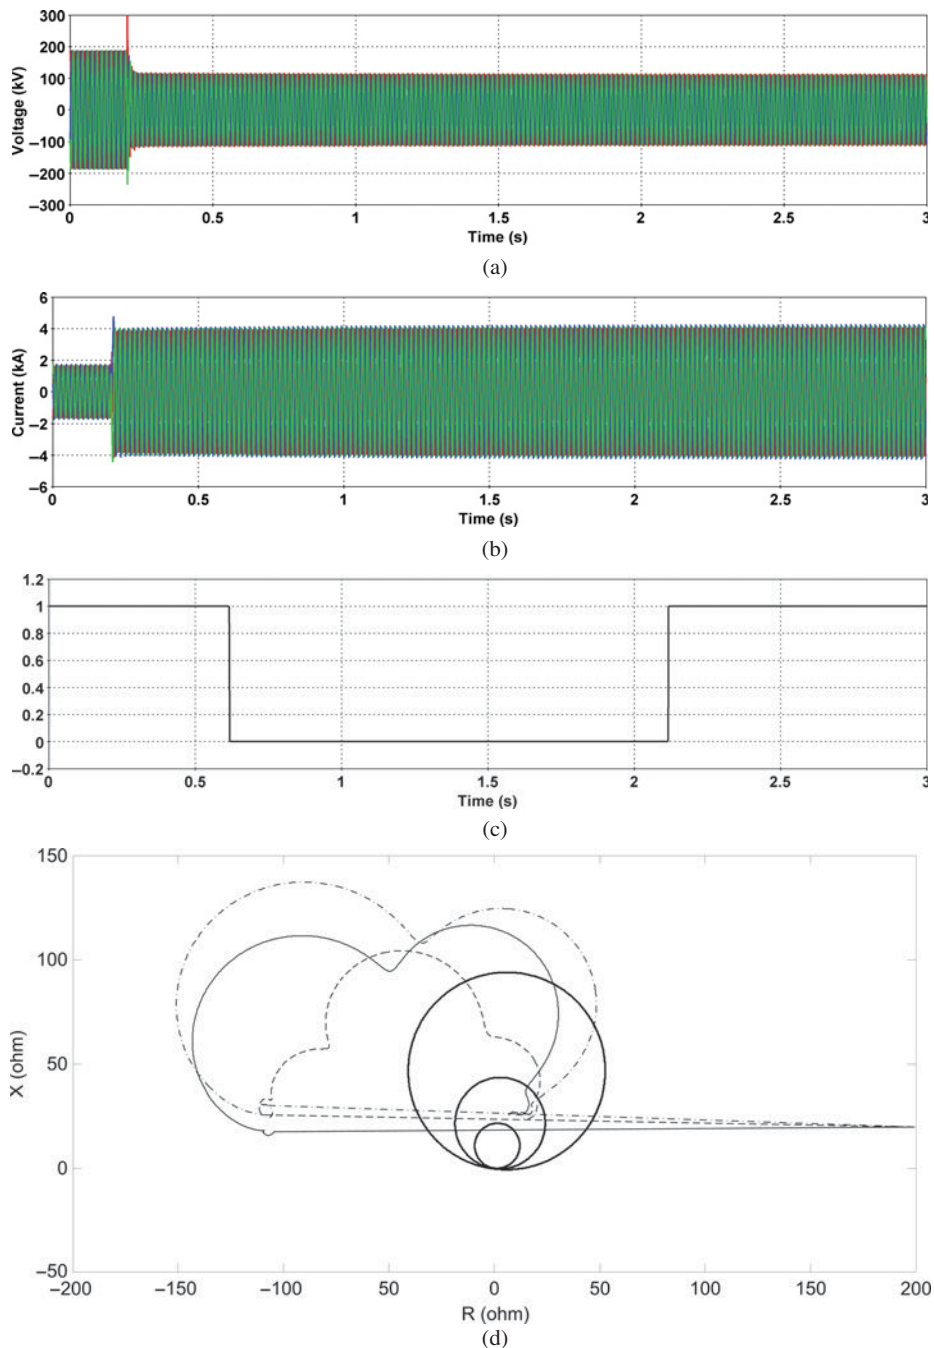 300
200
100
0
−100
−200
−300
Voltage (kV)
0 0.5 1 1.5 2 2.5 3
Time (s)
(a)
6
4
2
0
−2
−4
−6
Current (kA)
0 0.5 1 1.5 2 2.5 3
Time (s)
(b)
1.2
1
0.8
0.6
0.4
0.2
0
−0.2
0 0.5 1 1.5 2 2.5 3
Time (s)
(c)
150
100
50
0
−50
X (ohm)
−200 −150 −100 50 0 50 100 150 200
R (ohm)
(d)